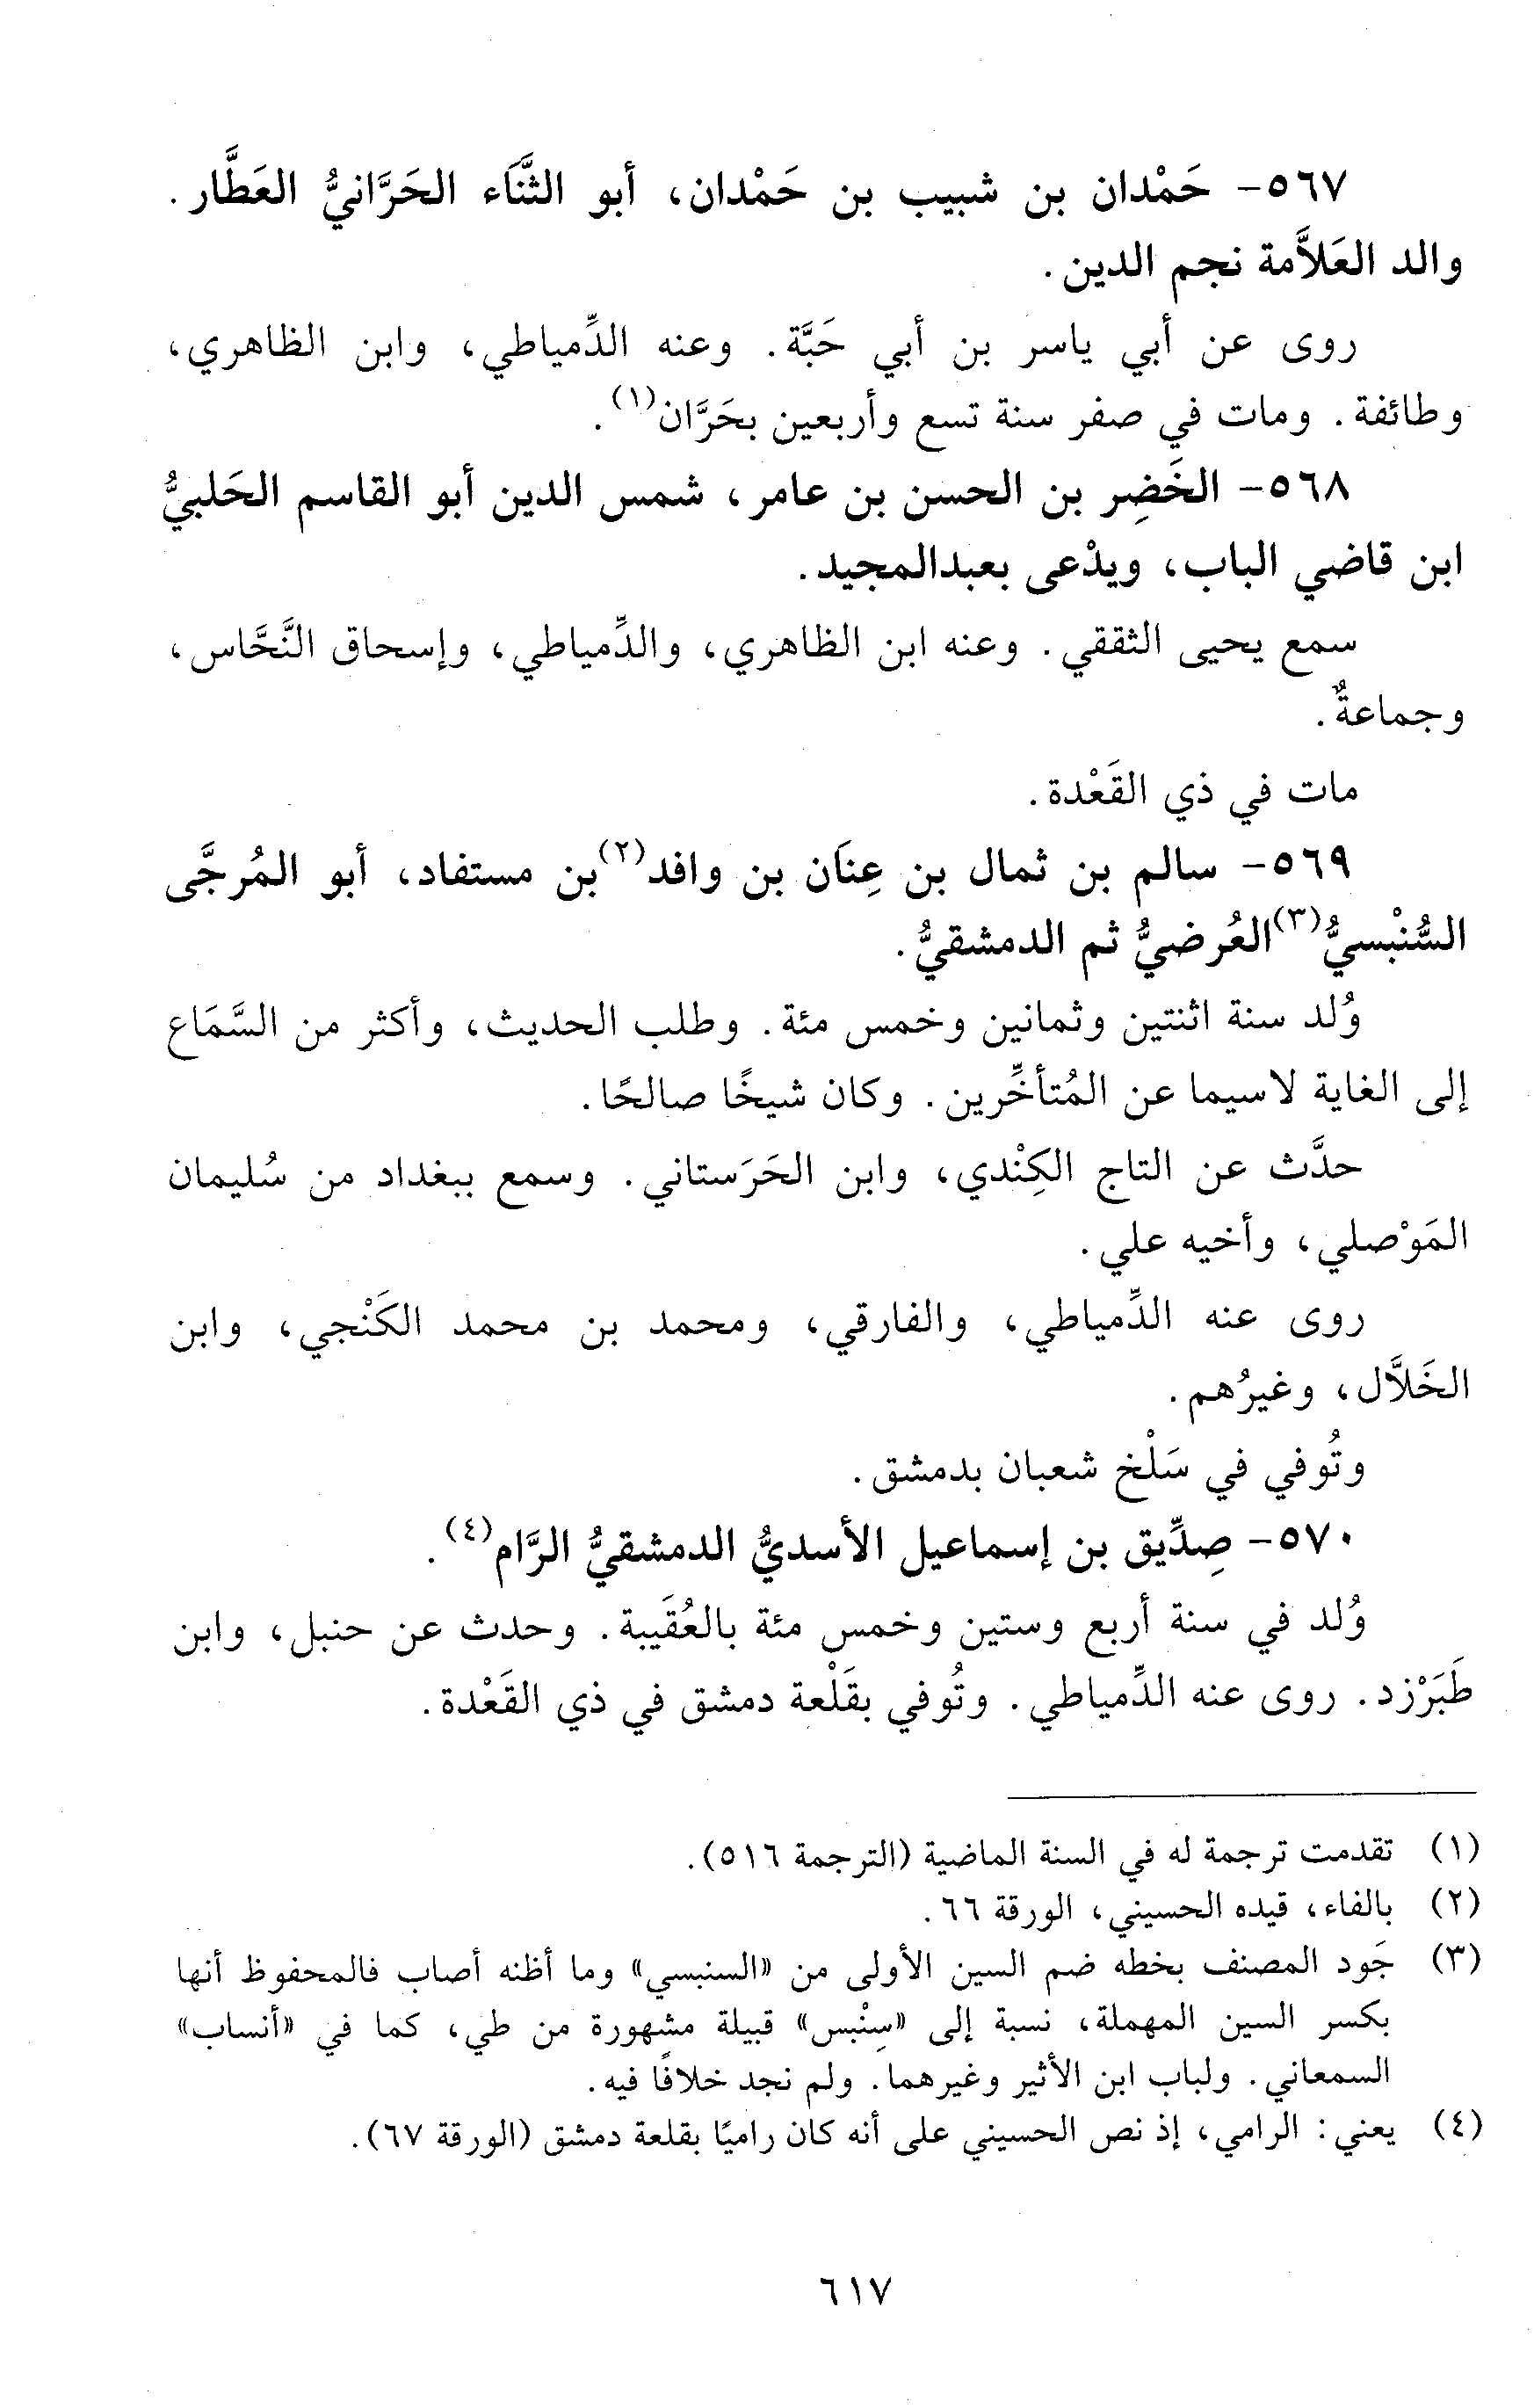 ٥٦٧- حَمْدان بن شبيب بن حَمْدان، أبو الثَّنَاء الحَرَّانيُّ العَطَّار.
والد العَلاَّمة نجم الدين.
روى عن أبي ياسر بن أبي حَبَّة. وعنه الدِّمياطي، وابن الظاهري،
وطائفة. ومات في صفر سنة تسع وأربعين بحَرَّان(١).
٥٦٨- الخَضِر بن الحسن بن عامر، شمس الدين أبو القاسم الحَلبيُّ
ابن قاضي الباب، ويدْعى بعبدالمجيد.
سمع يحيى الثقفي. وعنه ابن الظاهري، والدِّمياطي، وإسحاق النَّحَّاس،
وجماعةٌ.
مات في ذي القَعْدة.
٥٦٩- سالم بن ثمال بن عِنَان بن وافد(٢) بن مستفاد، أبو المُرجَّى
السُّنْبسيُّ(٣) العُرضيُّ ثم الدمشقيُّ.
وُلد سنة اثنتين وثمانين وخمس مئة. وطلب الحديث، وأكثر من السَّمَاع
إلى الغاية لاسيما عن المُتأخِّرين. وكان شيخًا صالحًا.
حدَّث عن التاج الكِنْدي، وابن الحَرَستاني. وسمع ببغداد من سُليمان
المَوْصلي، وأخيه علي.
روى عنه الدِّمياطي، والفارقي، ومحمد بن محمد الكَنْجي، وابن
الخَلاَّل، وغيرُهم.
وتُوفي في سَلْخ شعبان بدمشق.
٥٧٠- صِدِّيق بن إسماعيل الأسديُّ الدمشقيُّ الرَّام(٤).
وُلد في سنة أربع وستين وخمس مئة بالعُقَيبة. وحدث عن حنبل، وابن
طَبَرْزد. روى عنه الدِّمياطي. وتُوفي بقَلْعة دمشق في ذي القَعْدة.
(١) تقدمت ترجمة له في السنة الماضية (الترجمة ٥١٦).
(٢) بالفاء، قيده الحسيني، الورقة ٦٦.
(٣) جَود المصنف بخطه ضم السين الأولى من «السنبسي» وما أظنه أصاب فالمحفوظ أنها
بكسر السين المهملة، نسبة إلى «سِنْبس» قبيلة مشهورة من طي، كما في «أنساب»
السمعاني. ولباب ابن الأثير وغيرهما. ولم نجد خلافًا فيه.
(٤) يعني: الرامي، إذ نص الحسيني على أنه كان راميًا بقلعة دمشق (الورقة ٦٧).
٦١٧